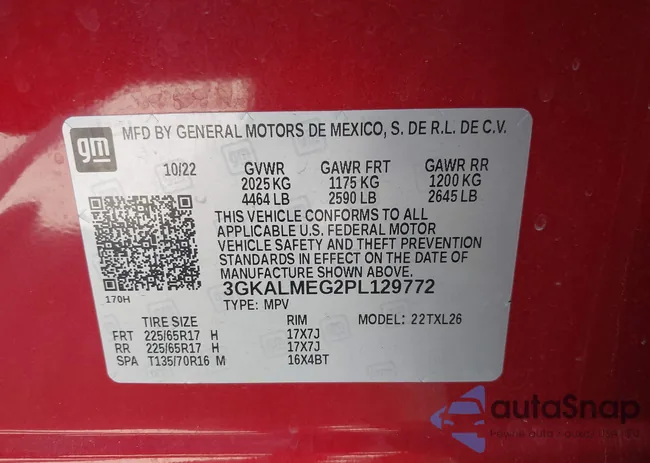 gm
MFD BY GENERAL MOTORS DE MEXICO, S. DE R.L. DE C.V.
10/22 GVWR GAWR FRT GAWR RR
2025 KG 1175 KG 1200 KG
4464 LB 2590 LB 2645 LB
THIS VEHICLE CONFORMS TO ALL
APPLICABLE U.S. FEDERAL MOTOR
VEHICLE SAFETY AND THEFT PREVENTION
STANDARDS IN EFFECT ON THE DATE OF
MANUFACTURE SHOWN ABOVE.
170H
3GKALMEG2PL129772
TYPE: MPV
TIRE SIZE RIM MODEL: 22TXL26
FRT 225/65R17 H 17X7J
RR 225/65R17 H 17X7J
SPA T135/70R16 M 16X4BT
autoSnap